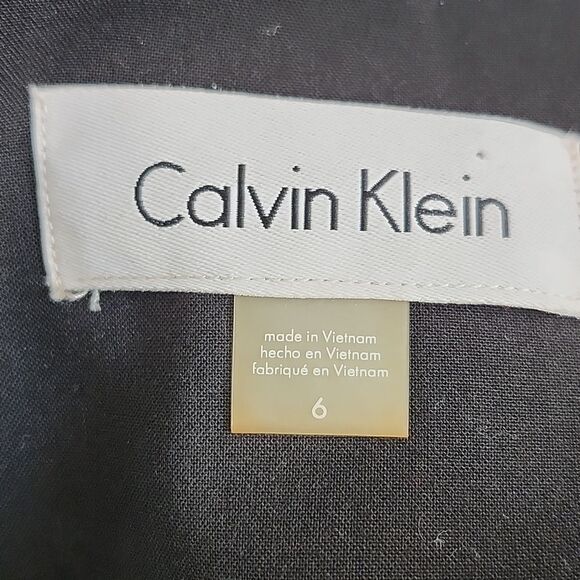 Calvin Klein
made in Vietnam
hecho en Vietnam
fabriqué en Vietnam
6